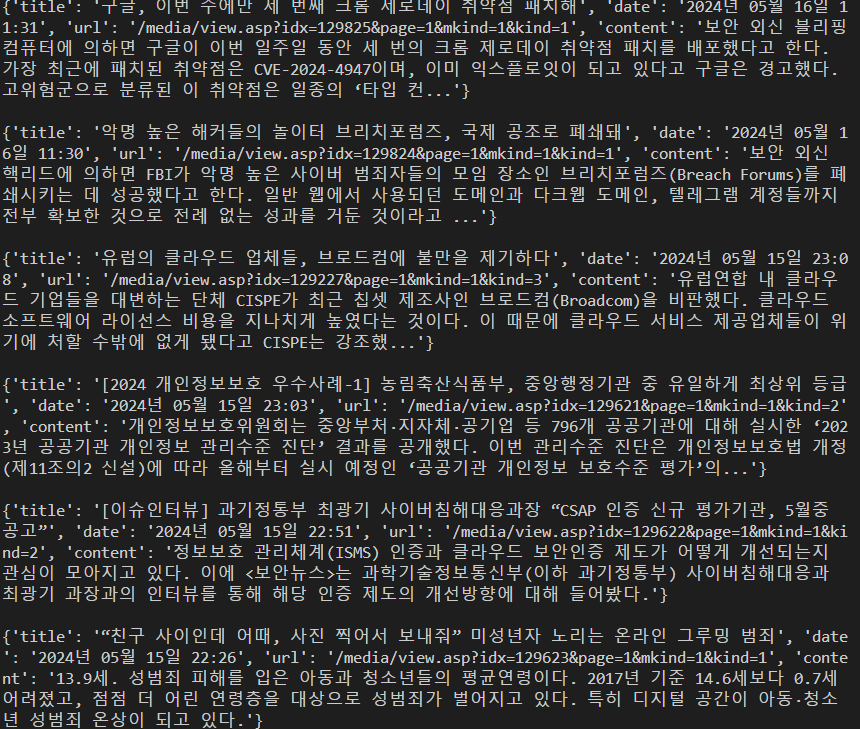 {'title': '구글, 이번 주에만 세 번째 크롬 제로데이 취약점 패치해', 'date': '2024년 05월 16일 1
1:31', 'url': '/media/view.asp?idx=129825&page=1&mkind=1&kind=1', 'content': '보안 외신 블리핑
컴퓨터에 의하면 구글이 이번 일주일 동안 세 번의 크롬 제로데이 취약점 패치를 배포했다고 한다.
가장 최근에 패치된 취약점은 CVE-2024-4947이며, 이미 익스플로잇이 되고 있다고 구글은 경고했다.
고위험군으로 분류된 이 취약점은 일종의 ‘타입 컨...'}
{'title': '악명 높은 해커들의 놀이터 브리치포럼즈, 국제 공조로 폐쇄돼', 'date': '2024년 05월 1
6일 11:30', 'url': '/media/view.asp?idx=129824&page=1&mkind=1&kind=1', 'content': '보안 외신
핵리드에 의하면 FBI가 악명 높은 사이버 범죄자들의 모임 장소인 브리치포럼즈(Breach Forums)를 폐
쇄시키는 데 성공했다고 한다. 일반 웹에서 사용되던 도메인과 다크웹 도메인, 텔레그램 계정들까지
전부 확보한 것으로 전례 없는 성과를 거둔 것이라고 ...'}
{'title': '유럽의 클라우드 업체들, 브로드컴에 불만을 제기하다', 'date': '2024년 05월 15일 23:0
8', 'url': '/media/view.asp?idx=129227&page=1&mkind=1&kind=3', 'content': '유럽연합 내 클라우
드 기업들을 대변하는 단체 CISPE가 최근 칩셋 제조사인 브로드컴(Broadcom)을 비판했다. 클라우드
소프트웨어 라이선스 비용을 지나치게 높였다는 것이다. 이 때문에 클라우드 서비스 제공업체들이 위
기에 처할 수밖에 없게 됐다고 CISPE는 강조했...'}
{'title': '[2024 개인정보보호 우수사례-1] 농림축산식품부, 중앙행정기관 중 유일하게 최상위 등급
', 'date': '2024년 05월 15일 23:03', 'url': '/media/view.asp?idx=129621&page=1&mkind=1&kind=2'
, 'content': '개인정보보호위원회는 중앙부처·지자체·공기업 등 796개 공공기관에 대해 실시한 ‘202
3년 공공기관 개인정보 관리수준 진단’ 결과를 공개했다. 이번 관리수준 진단은 개인정보보호법 개정
(제11조의2 신설)에 따라 올해부터 실시 예정인 ‘공공기관 개인정보 보호수준 평가’의...'}
{'title': '[이슈인터뷰] 과기정통부 최광기 사이버침해대응과장 “CSAP 인증 신규 평가기관, 5월중
공고”', 'date': '2024년 05월 15일 22:51', 'url': '/media/view.asp?idx=129622&page=1&mkind=1&ki
nd=2', 'content': '정보보호 관리체계(ISMS) 인증과 클라우드 보안인증 제도가 어떻게 개선되는지
관심이 모아지고 있다. 이에 <보안뉴스>는 과학기술정보통신부(이하 과기정통부) 사이버침해대응과
최광기 과장과의 인터뷰를 통해 해당 인증 제도의 개선방향에 대해 들어봤다.'}
{'title': '“친구 사이인데 어때, 사진 찍어서 보내줘” 미성년자 노리는 온라인 그루밍 범죄', 'date
': '2024년 05월 15일 22:26', 'url': '/media/view.asp?idx=129623&page=1&mkind=1&kind=1', 'conte
nt': '13.9세. 성범죄 피해를 입은 아동과 청소년들의 평균연령이다. 2017년 기준 14.6세보다 0.7세
어려졌고, 점점 더 어린 연령층을 대상으로 성범죄가 벌어지고 있다. 특히 디지털 공간이 아동·청소
년 성범죄 온상이 되고 있다.'}